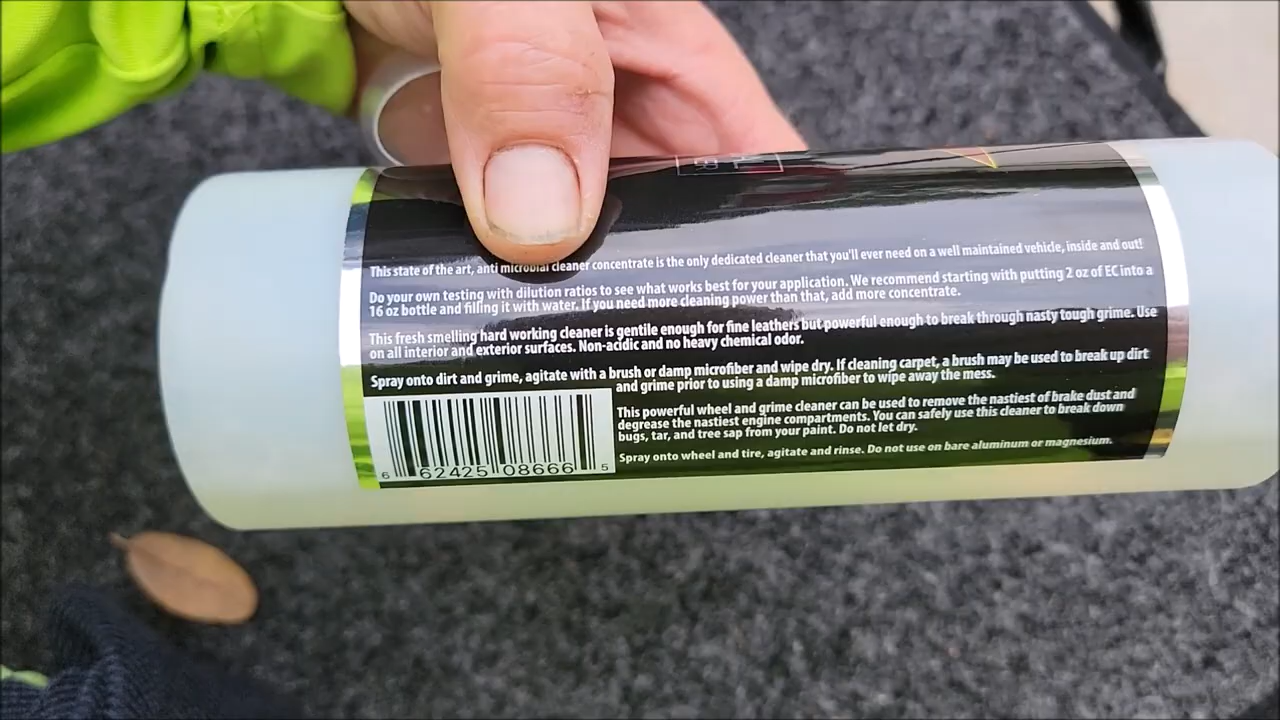 This state of the art, anti microbial cleaner concentrate is the only dedicated cleaner that you'll ever need on a well maintained vehicle, inside and out!
Do your own testing with dilution ratios to see what works best for your application. We recommend starting with putting 2 oz of EC into a
16 oz bottle and filling it with water. If you need more cleaning power than that, add more concentrate.
This fresh smelling hard working cleaner is gentile enough for fine leathers but powerful enough to break through nasty tough grime. Use
on all interior and exterior surfaces. Non-acidic and no heavy chemical odor.
Spray onto dirt and grime, agitate with a brush or damp microfiber and wipe dry. If cleaning carpet, a brush may be used to break up dirt
and grime prior to using a damp microfiber to wipe away the mess.
This powerful wheel and grime cleaner can be used to remove the nastiest of brake dust and
degrease the nastiest engine compartments. You can safely use this cleaner to break down
bugs, tar, and tree sap from your paint. Do not let dry.
Spray onto wheel and tire, agitate and rinse. Do not use on bare aluminum or magnesium.
6 62425 08666 5